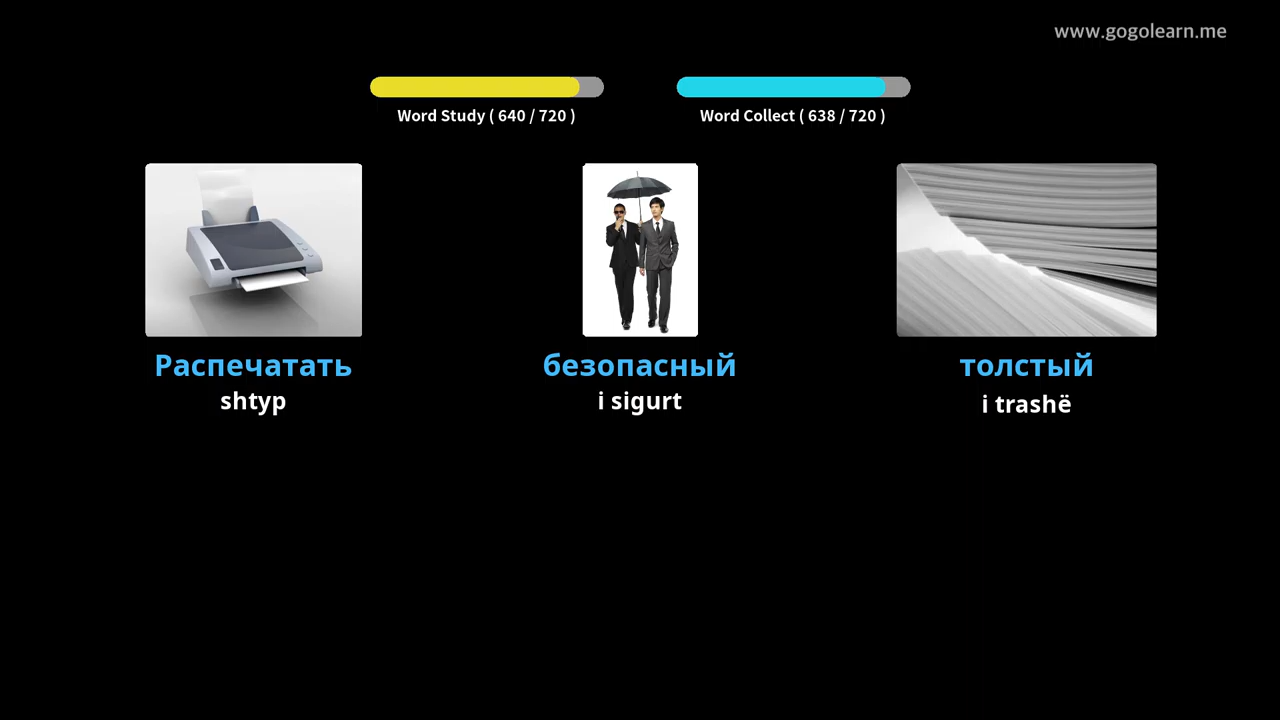 www.gogolearn.me
Word Study ( 640 / 720 )
Word Collect ( 638 / 720 )
Распечатать
shtyp
безопасный
i sigurt
толстый
i trashë